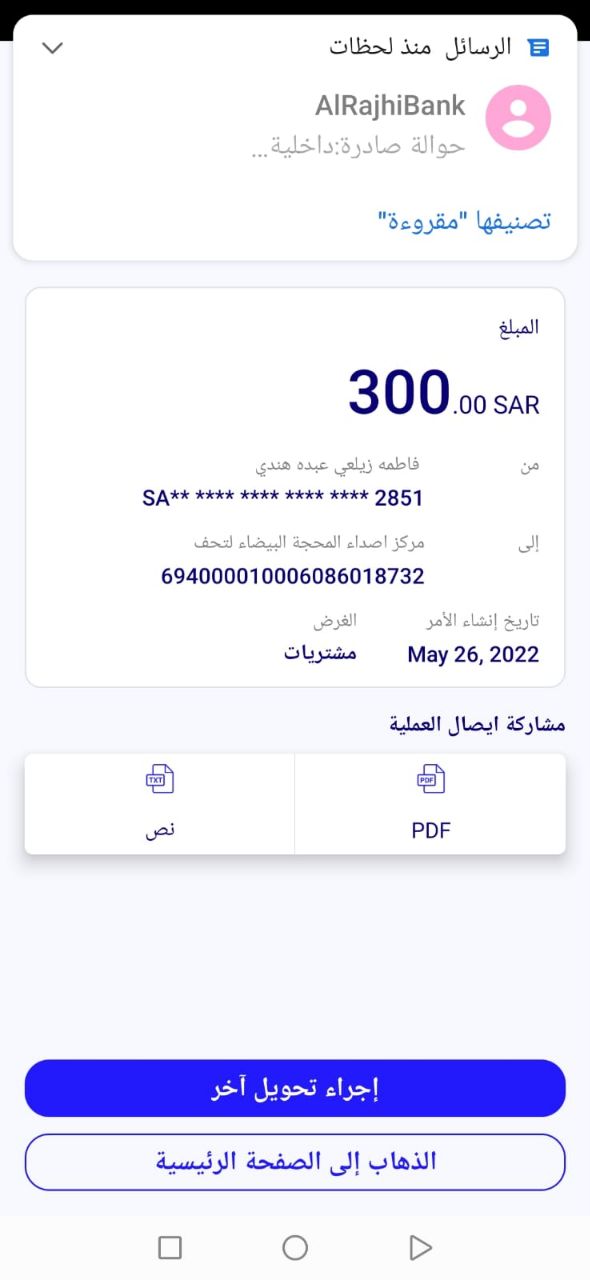 الرسائل منذ لحظات
AlRajhiBank
حوالة صادرة:داخلية...
تصنيفها "مقروءة"
المبلغ
300.00 SAR
من فاطمه زيلعي عبده هندي
SA** **** **** **** **** 2851
إلى مركز اصداء المحجة البيضاء لتحف
694000010006086018732
تاريخ إنشاء الأمر الغرض
May 26, 2022 مشتريات
مشاركة ايصال العملية
PDF TXT
PDF نص
إجراء تحويل آخر
الذهاب إلى الصفحة الرئيسية